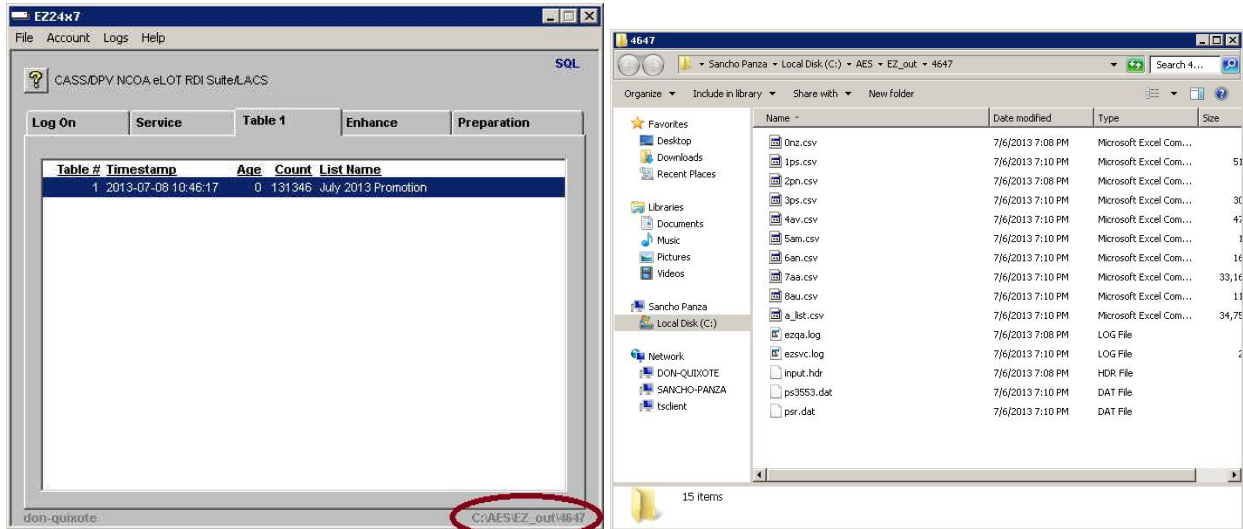 EZ24x7
File Account Logs Help
SQL
CASS/DPV NCOA eLOT RDI Suite/LACS
Log On Service Table 1 Enhance Preparation
Table # Timestamp Age Count List Name
1 2013-07-08 10:46:17 0 131346 July 2013 Promotion
don-quixote C:\AES\EZ_out\4647
4647
Sancho Panza Local Disk (C:) AES EZ_out 4647
Search 4...
Organize Include in library Share with New folder
Favorites
Desktop
Downloads
Recent Places
Libraries
Documents
Music
Pictures
Videos
Sancho Panza
Local Disk (C:)
Network
DON-QUIXOTE
SANCHO-PANZA
tsclient
Name Date modified Type Size
0nz.csv 7/6/2013 7:08 PM Microsoft Excel Com...
1ps.csv 7/6/2013 7:10 PM Microsoft Excel Com... 51
2pn.csv 7/6/2013 7:08 PM Microsoft Excel Com...
3ps.csv 7/6/2013 7:10 PM Microsoft Excel Com... 30
4av.csv 7/6/2013 7:10 PM Microsoft Excel Com... 47
5am.csv 7/6/2013 7:10 PM Microsoft Excel Com... 1
6an.csv 7/6/2013 7:10 PM Microsoft Excel Com... 16
7aa.csv 7/6/2013 7:10 PM Microsoft Excel Com... 33,16
8au.csv 7/6/2013 7:10 PM Microsoft Excel Com... 11
a_list.csv 7/6/2013 7:10 PM Microsoft Excel Com... 34,75
ezqa.log 7/6/2013 7:08 PM LOG File
ezsvc.log 7/6/2013 7:10 PM LOG File 2
input.hdr 7/6/2013 7:08 PM HDR File
ps3553.dat 7/6/2013 7:10 PM DAT File
psr.dat 7/6/2013 7:10 PM DAT File
15 items